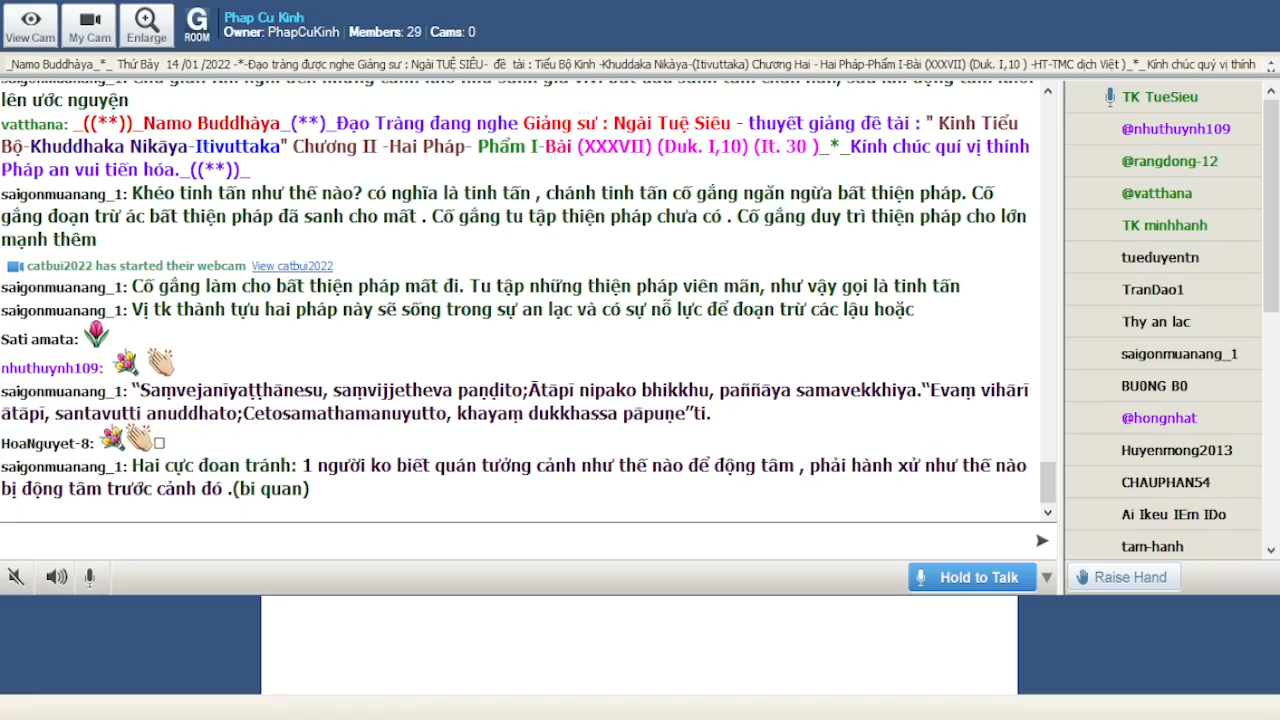 Phap Cu Kinh
Owner: PhapCuKinh | Members: 29 | Cams: 0
View Cam
My Cam
Enlarge
G
ROOM
_Namo Buddhàya_*_ Thứ Bảy 14 /01 /2022 -*-Đạo tràng được nghe Giảng sư : Ngài TUỆ SIÊU- đề tài : Tiểu Bộ Kinh -Khuddaka Nikàya-(Itivuttaka) Chương Hai - Hai Pháp-Phẩm I-Bài (XXXVII) (Duk. I,10 ) -HT-TMC dịch Việt )_*_Kính chúc quý vị thính
lên ước nguyện
vatthana: _((**))_Namo Buddhàya_(**)_Đạo Tràng đang nghe Giảng sư : Ngài Tuệ Siêu - thuyết giảng đề tài : " Kinh Tiểu
Bộ-Khuddhaka Nikāya-Itivuttaka" Chương II -Hai Pháp- Phẩm I-Bài (XXXVII) (Duk. I,10) (It. 30 )_*_Kính chúc quí vị thính
Pháp an vui tiến hóa._((**))_
saigonmuanang_1: Khéo tinh tấn như thế nào? có nghĩa là tinh tấn , chánh tinh tấn cố gắng ngăn ngừa bất thiện pháp. Cố
gắng đoạn trừ ác bất thiện pháp đã sanh cho mất . Cố gắng tu tập thiện pháp chưa có . Cố gắng duy trì thiện pháp cho lớn
mạnh thêm
catbui2022 has started their webcam View catbui2022
saigonmuanang_1: Cố gắng làm cho bất thiện pháp mất đi. Tu tập những thiện pháp viên mãn, như vậy gọi là tinh tấn
saigonmuanang_1: Vị tk thành tựu hai pháp này sẽ sống trong sự an lạc và có sự nỗ lực để đoạn trừ các lậu hoặc
Sati amata:
nhuthuynh109:
saigonmuanang_1: “Saṃvejanīyaṭṭhānesu, saṃvijjetheva paṇḍito;Ātāpī nipako bhikkhu, paññāya samavekkhiya.“Evaṃ vihārī
ātāpī, santavutti anuddhato;Cetosamathamanuyutto, khayaṃ dukkhassa pāpuṇe”ti.
HoaNguyet-8:
saigonmuanang_1: Hai cực đoan tránh: 1 người ko biết quán tưởng cảnh như thế nào để động tâm , phải hành xử như thế nào
bị động tâm trước cảnh đó .(bi quan)
Hold to Talk
TK TueSieu
@nhuthuynh109
@rangdong-12
@vatthana
TK minhhanh
tueduyentn
TranDao1
Thy an lac
saigonmuanang_1
BU0NG B0
@hongnhat
Huyenmong2013
CHAUPHAN54
Ai Ikeu IEm IDo
tam-hanh
Raise Hand